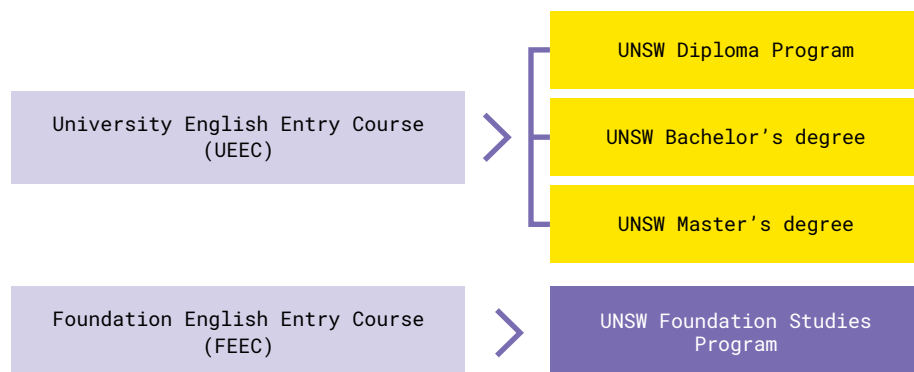 University English Entry Course
(UEEC)
UNSW Diploma Program
UNSW Bachelor’s degree
UNSW Master’s degree
Foundation English Entry Course
(FEEC)
UNSW Foundation Studies
Program